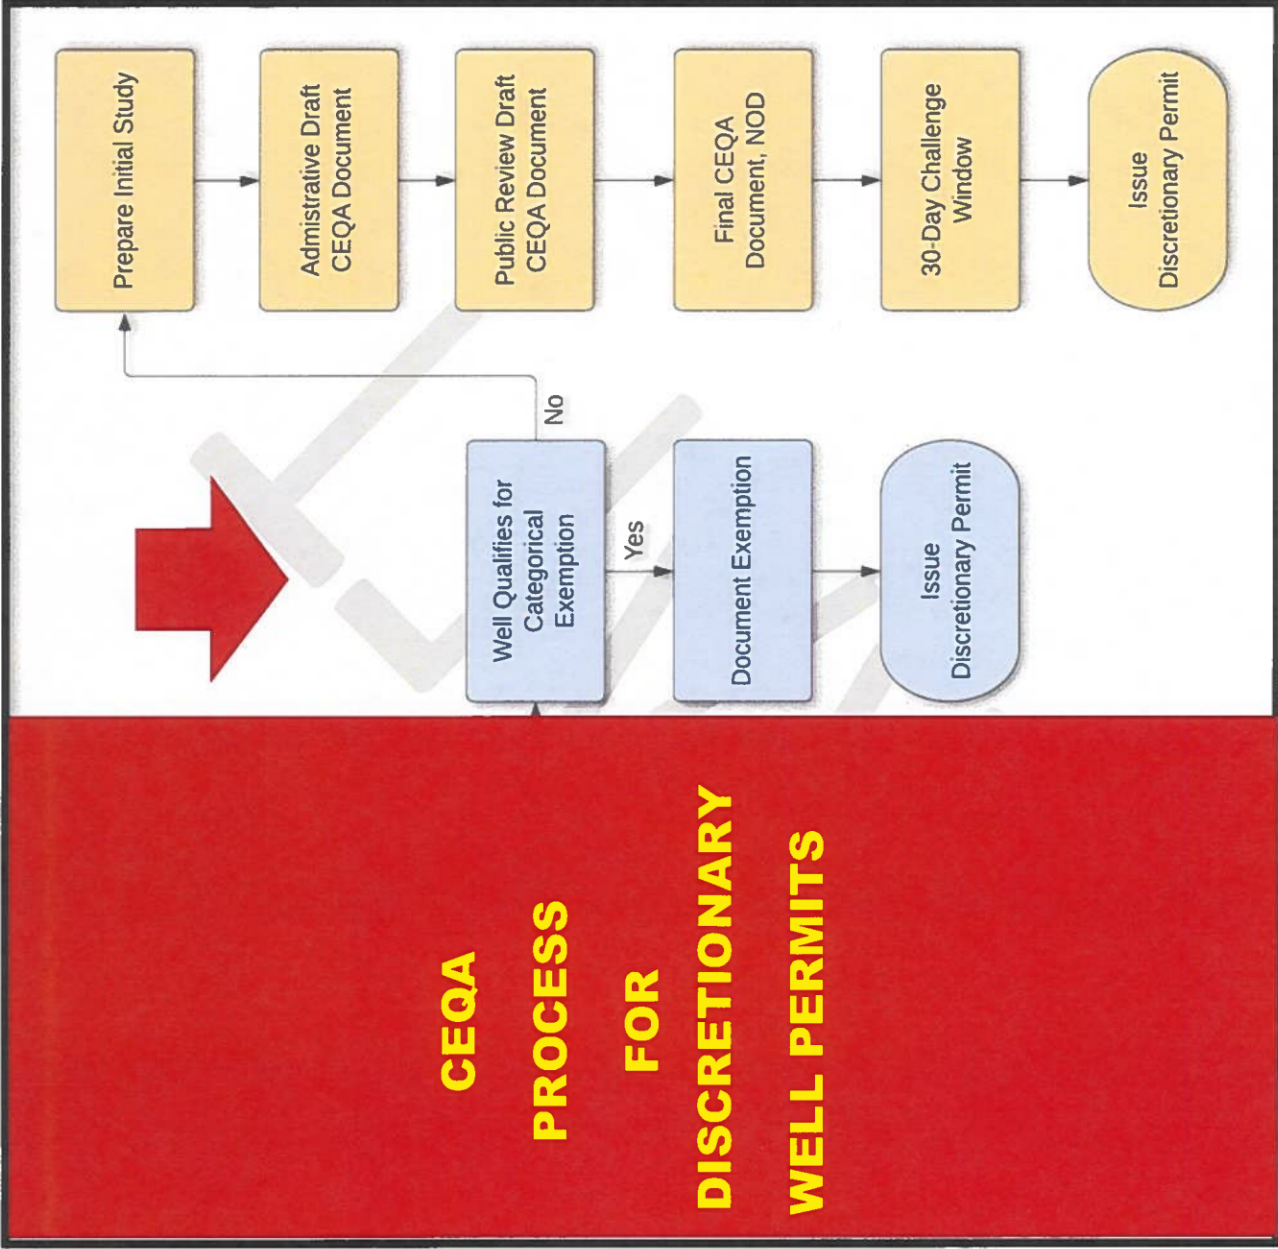 CEQA
PROCESS
FOR
DISCRETIONARY
WELL PERMITS
Well Qualifies for
Categorical
Exemption
No
Yes
Document Exemption
Issue
Discretionary Permit
Prepare Initial Study
Admistrative Draft
CEQA Document
Public Review Draft
CEQA Document
Final CEQA
Document, NOD
30-Day Challenge
Window
Issue
Discretionary Permit